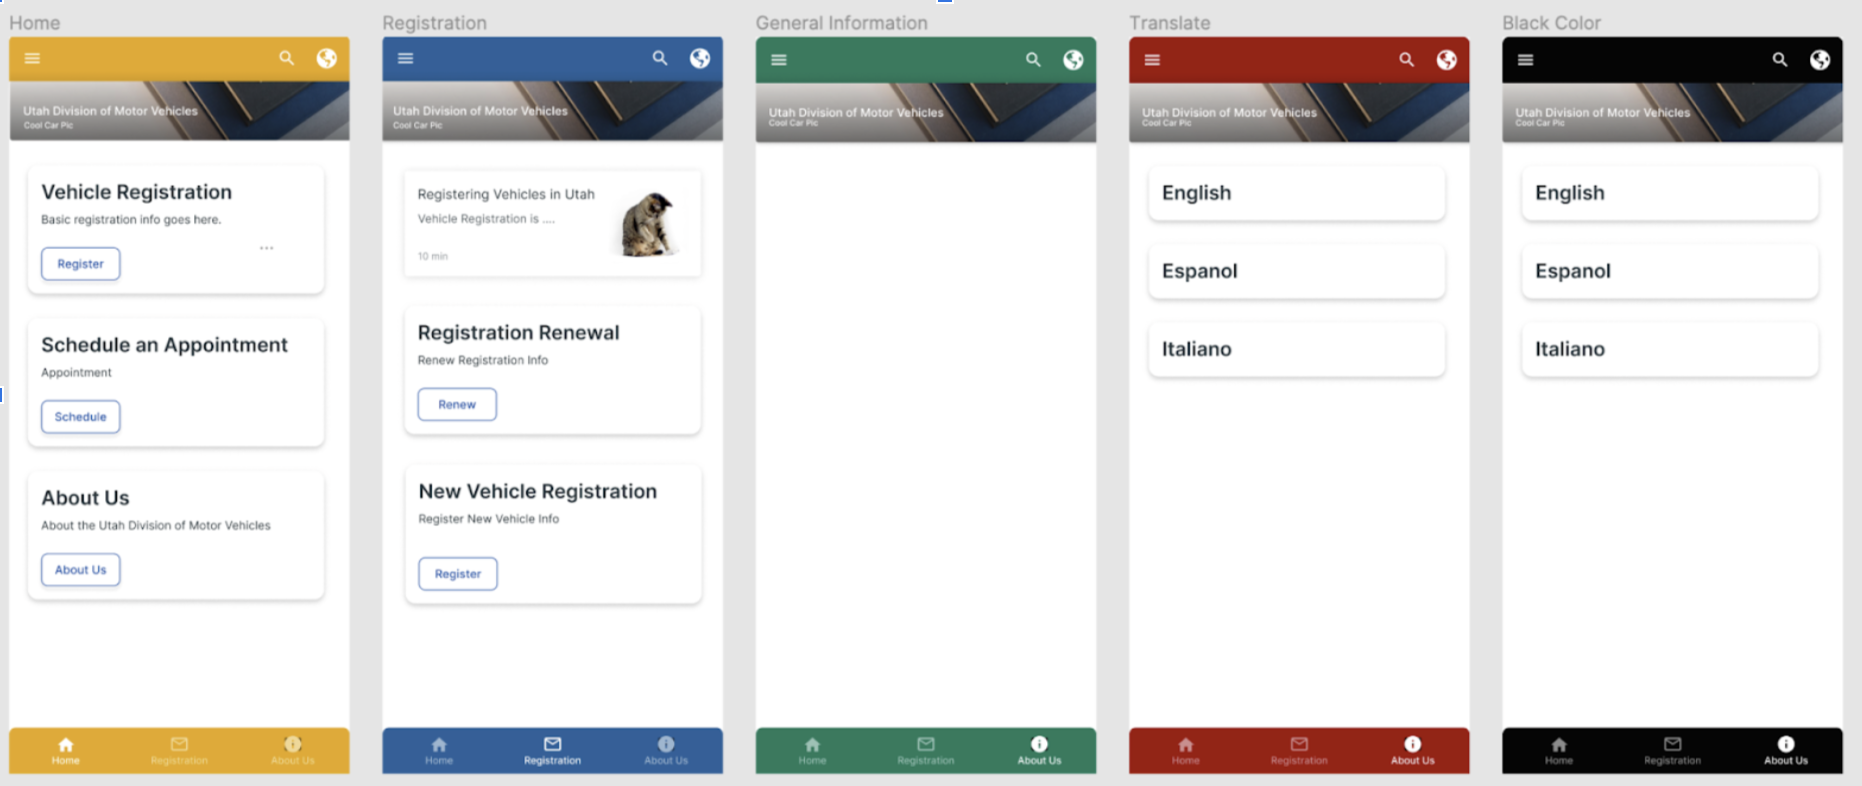 Home
Utah Division of Motor Vehicles
Cool Car Pic
Vehicle Registration
Basic registration info goes here.
...
Register
Schedule an Appointment
Appointment
Schedule
About Us
About the Utah Division of Motor Vehicles
About Us
Home
Registration
About Us
Registration
Utah Division of Motor Vehicles
Cool Car Pic
Registering Vehicles in Utah
Vehicle Registration is ....
10 min
Registration Renewal
Renew Registration Info
Renew
New Vehicle Registration
Register New Vehicle Info
Register
Home
Registration
About Us
General Information
Utah Division of Motor Vehicles
Cool Car Pic
Home
Registration
About Us
Translate
Utah Division of Motor Vehicles
Cool Car Pic
English
Espanol
Italiano
Home
Registration
About Us
Black Color
Utah Division of Motor Vehicles
Cool Car Pic
English
Espanol
Italiano
Home
Registration
About Us